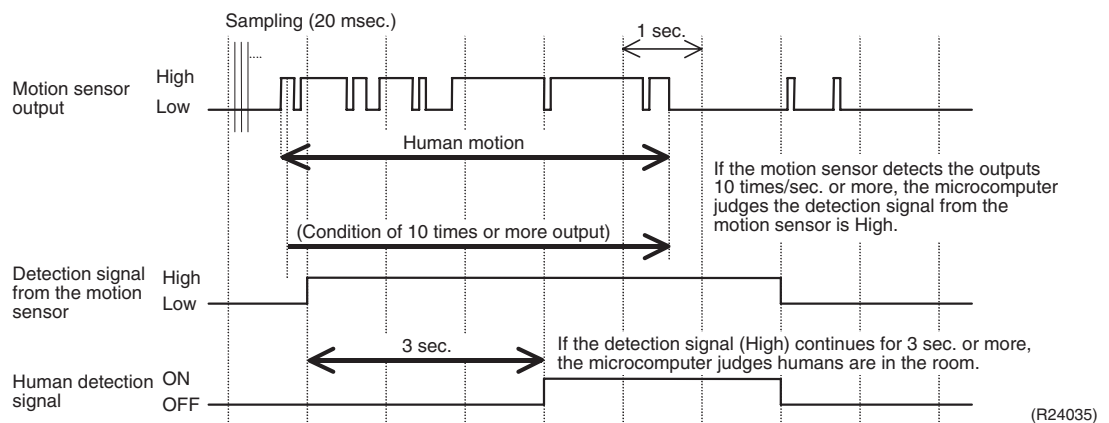 Sampling (20 msec.)
....
1 sec.
Motion sensor
output
High
Low
Human motion
If the motion sensor detects the outputs
10 times/sec. or more, the microcomputer
judges the detection signal from the
motion sensor is High.
(Condition of 10 times or more output)
Detection signal
from the motion
sensor
High
Low
3 sec.
If the detection signal (High) continues for 3 sec. or more,
the microcomputer judges humans are in the room.
Human detection
signal
ON
OFF
(R24035)